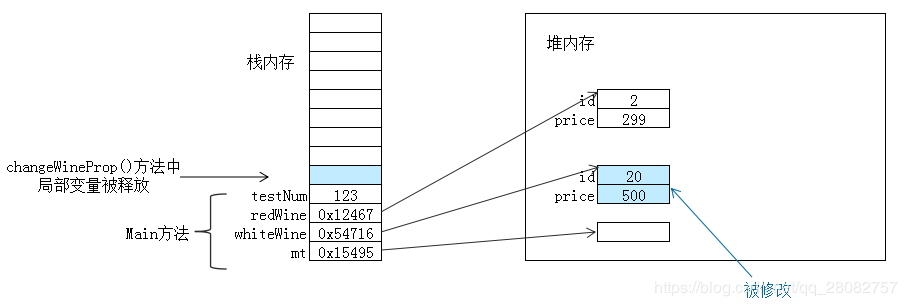 栈内存
堆内存
id 2
price 299
changeWineProp()方法中
局部变量被释放
id 20
price 500
testNum 123
redWine 0x12467
Main方法
whiteWine 0x54716
mt 0x15495
被修改
https://blog.csdn.net/qq_28082757